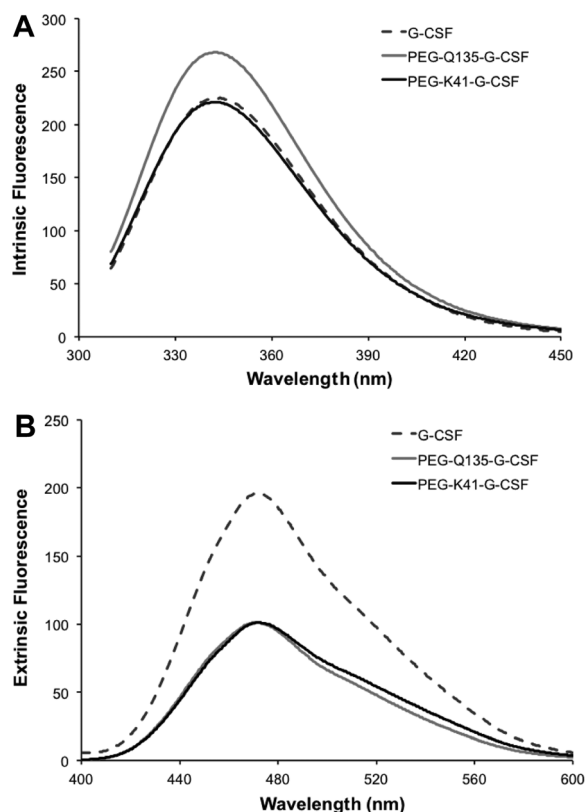 A
300
250
200
150
100
50
0
Intrinsic Fluorescence
G-CSF
PEG-Q135-G-CSF
PEG-K41-G-CSF
300 330 360 390 420 450
Wavelength (nm)
B
250
200
150
100
50
0
Extrinsic Fluorescence
G-CSF
PEG-Q135-G-CSF
PEG-K41-G-CSF
400 440 480 520 560 600
Wavelength (nm)